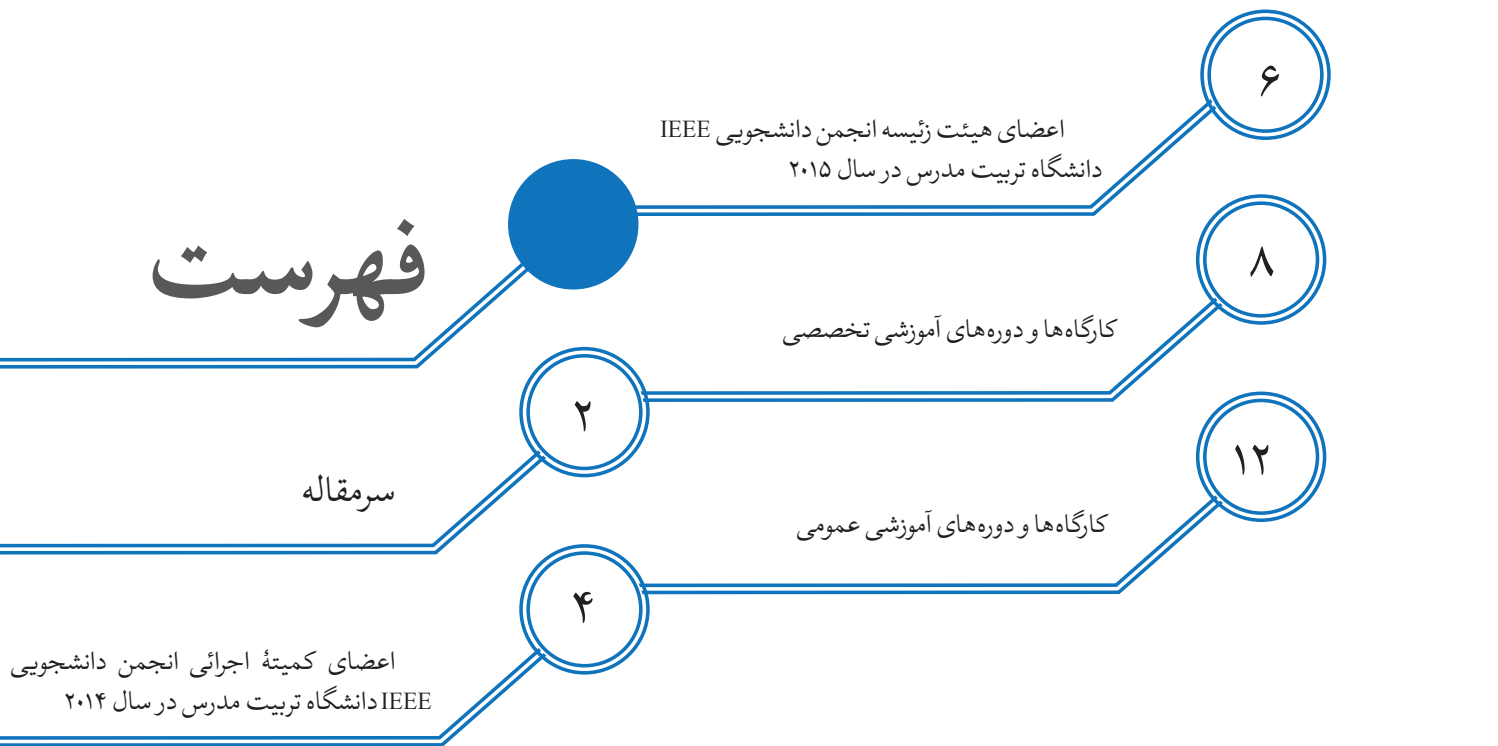 فهرست
۲
سرمقاله
۴
اعضای کمیتهٔ اجرائی انجمن دانشجویی
IEEE دانشگاه تربیت مدرس در سال ۲۰۱۴
۶
اعضای هیئت زئیسه انجمن دانشجویی IEEE
دانشگاه تربیت مدرس در سال ۲۰۱۵
۸
کارگاه‌ها و دوره‌های آموزشی تخصصی
۱۲
کارگاه‌ها و دوره‌های آموزشی عمومی